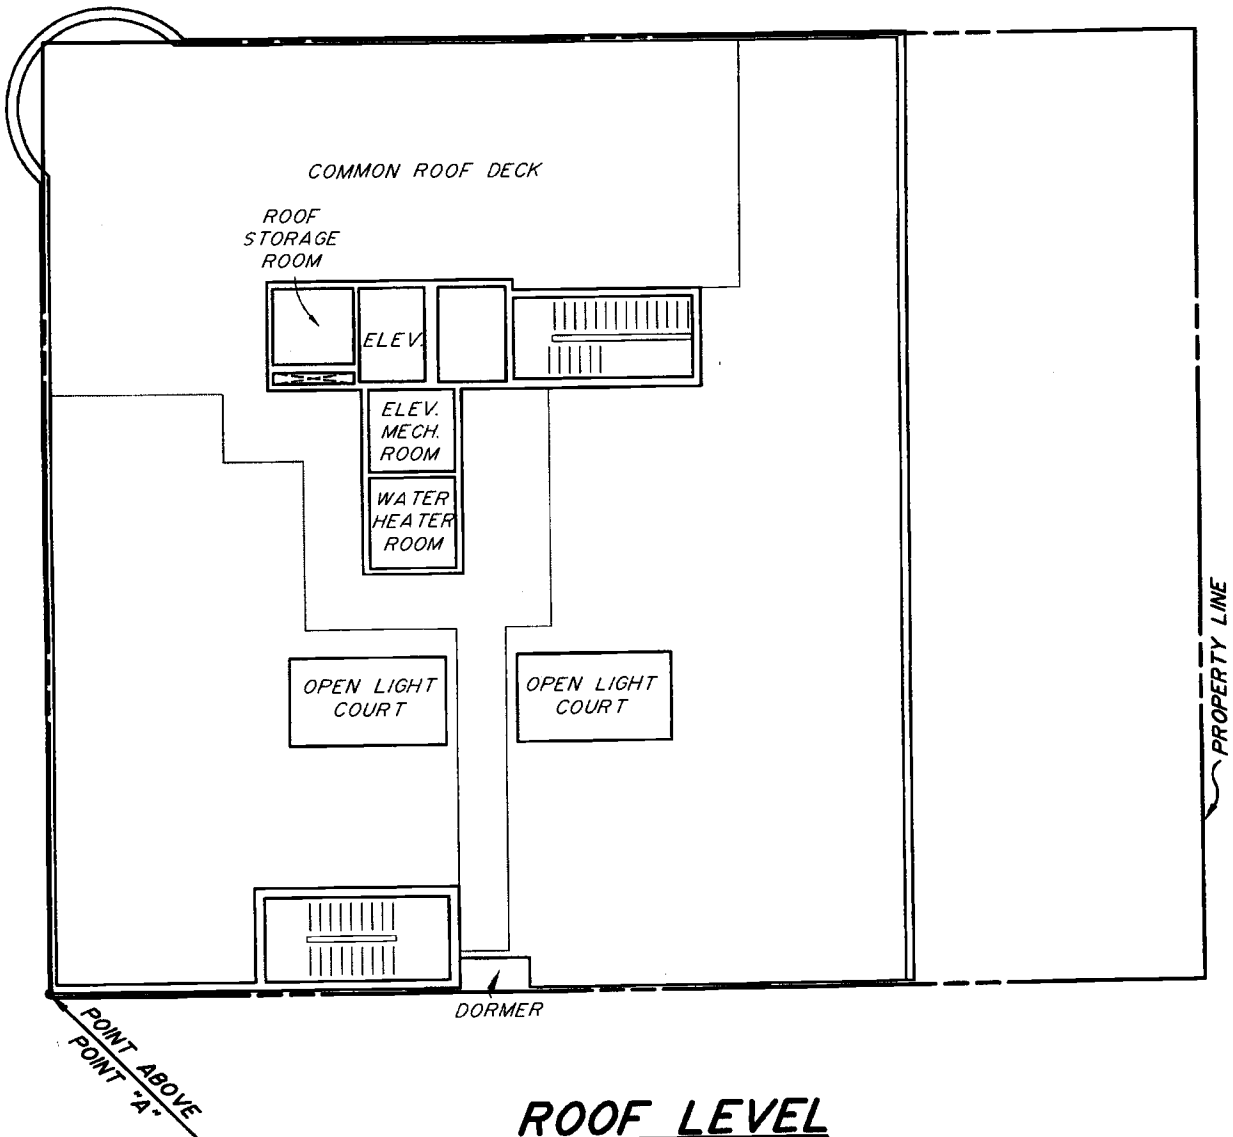 COMMON ROOF DECK
ROOF
STORAGE
ROOM
ELEV.
ELEV.
MECH.
ROOM
WATER
HEATER
ROOM
OPEN LIGHT
COURT
OPEN LIGHT
COURT
PROPERTY LINE
DORMER
POINT ABOVE
POINT "A"
ROOF LEVEL